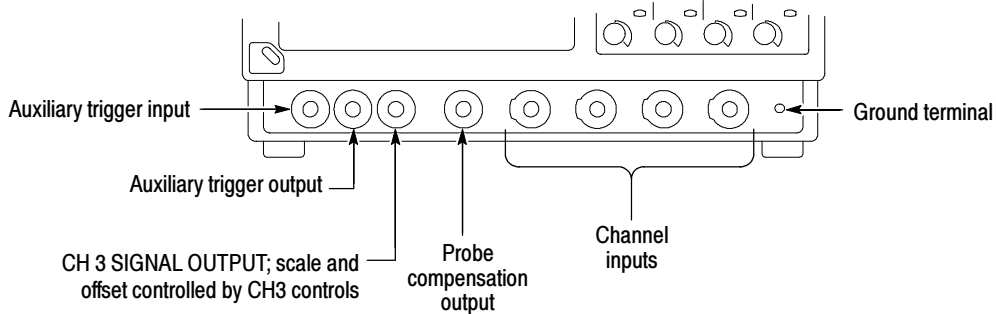 Auxiliary trigger input
Ground terminal
Auxiliary trigger output
CH 3 SIGNAL OUTPUT; scale and
offset controlled by CH3 controls
Probe
compensation
output
Channel
inputs